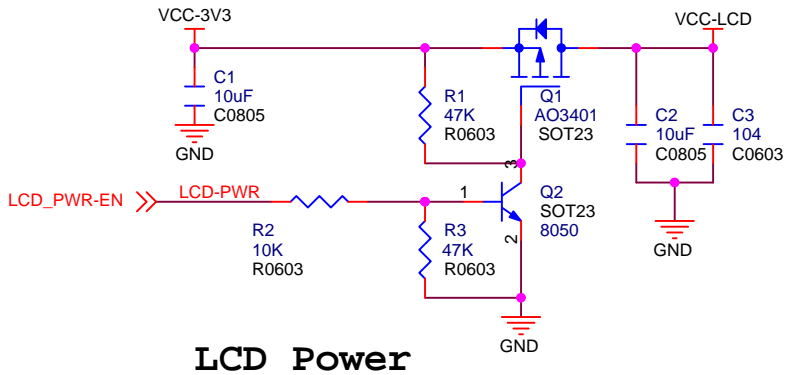 VCC-3V3
VCC-LCD
C1
10uF
C0805
GND
R1
47K
R0603
Q1
AO3401
SOT23
C2
10uF
C0805
C3
104
C0603
GND
3
LCD_PWR-EN
LCD-PWR
1
Q2
SOT23
8050
2
R2
10K
R0603
R3
47K
R0603
GND
LCD Power